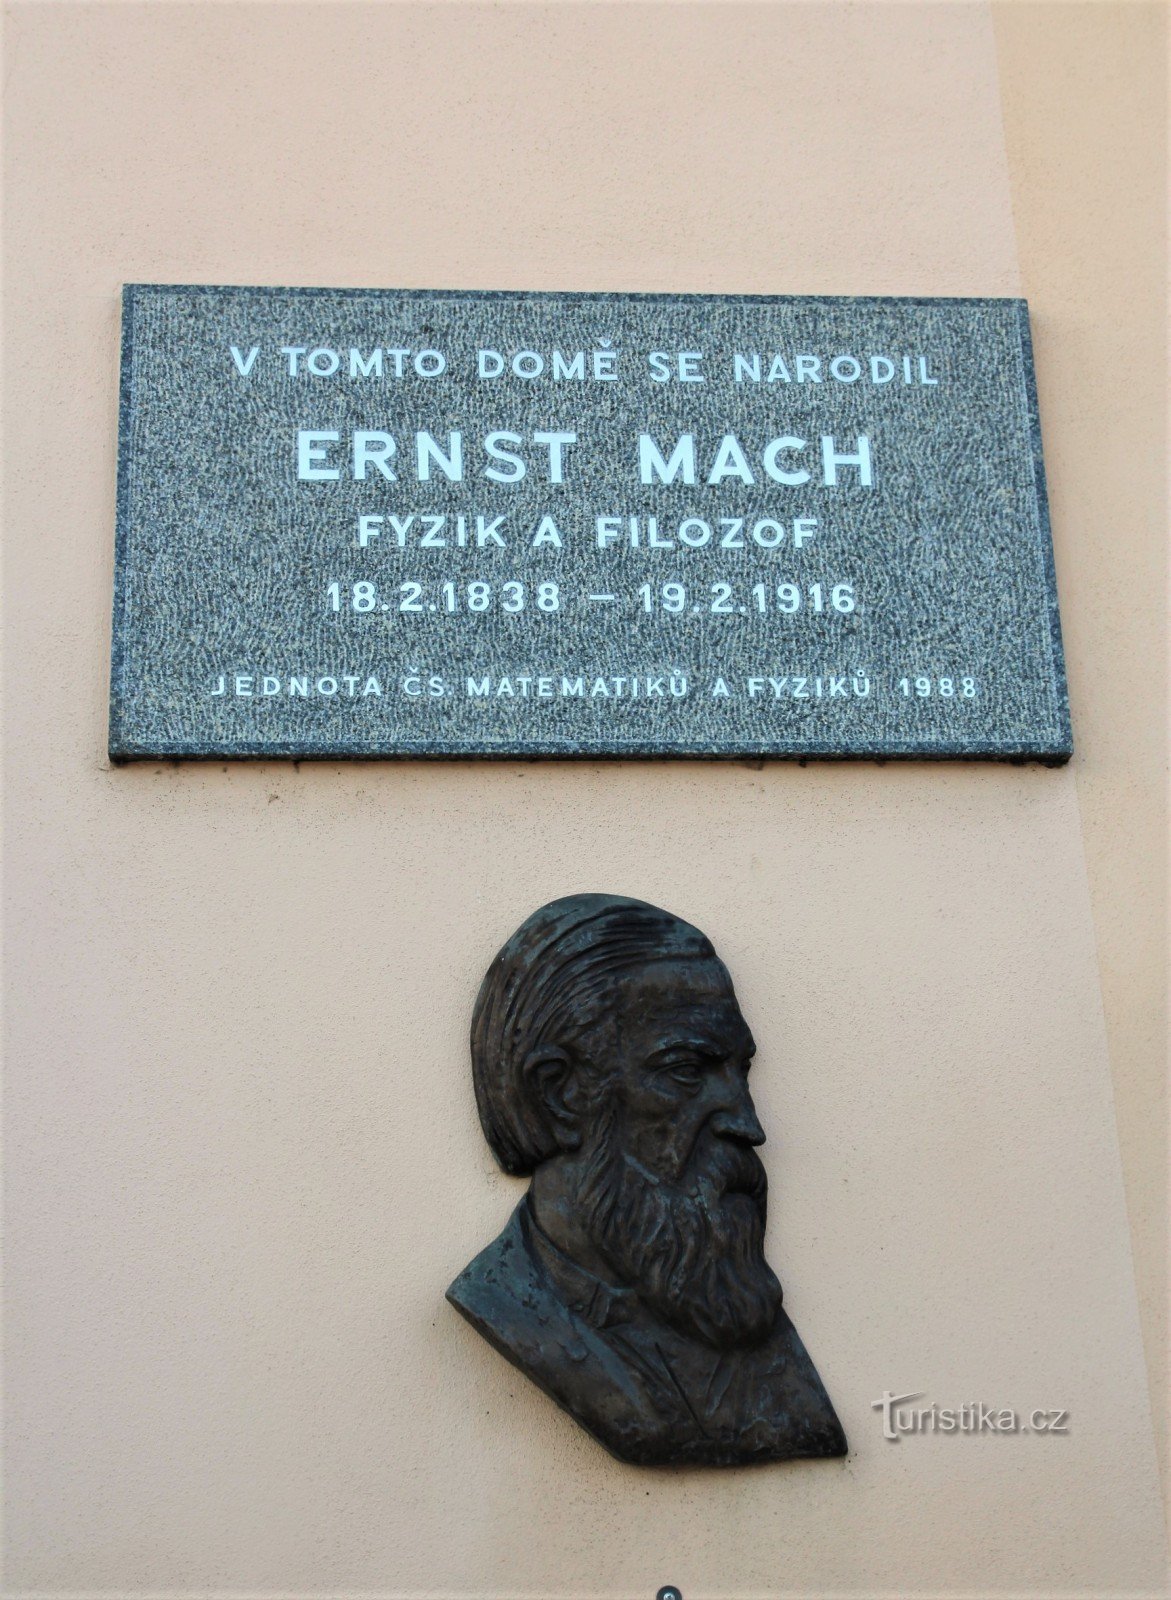 V TOMTO DOMĚ SE NARODIL
ERNST MACH
FYZIK A FILOZOF
18.2.1838 – 19.2.1916
JEDNOTA ČS. MATEMATIKŮ A FYZIKŮ 1988
Turistika.cz